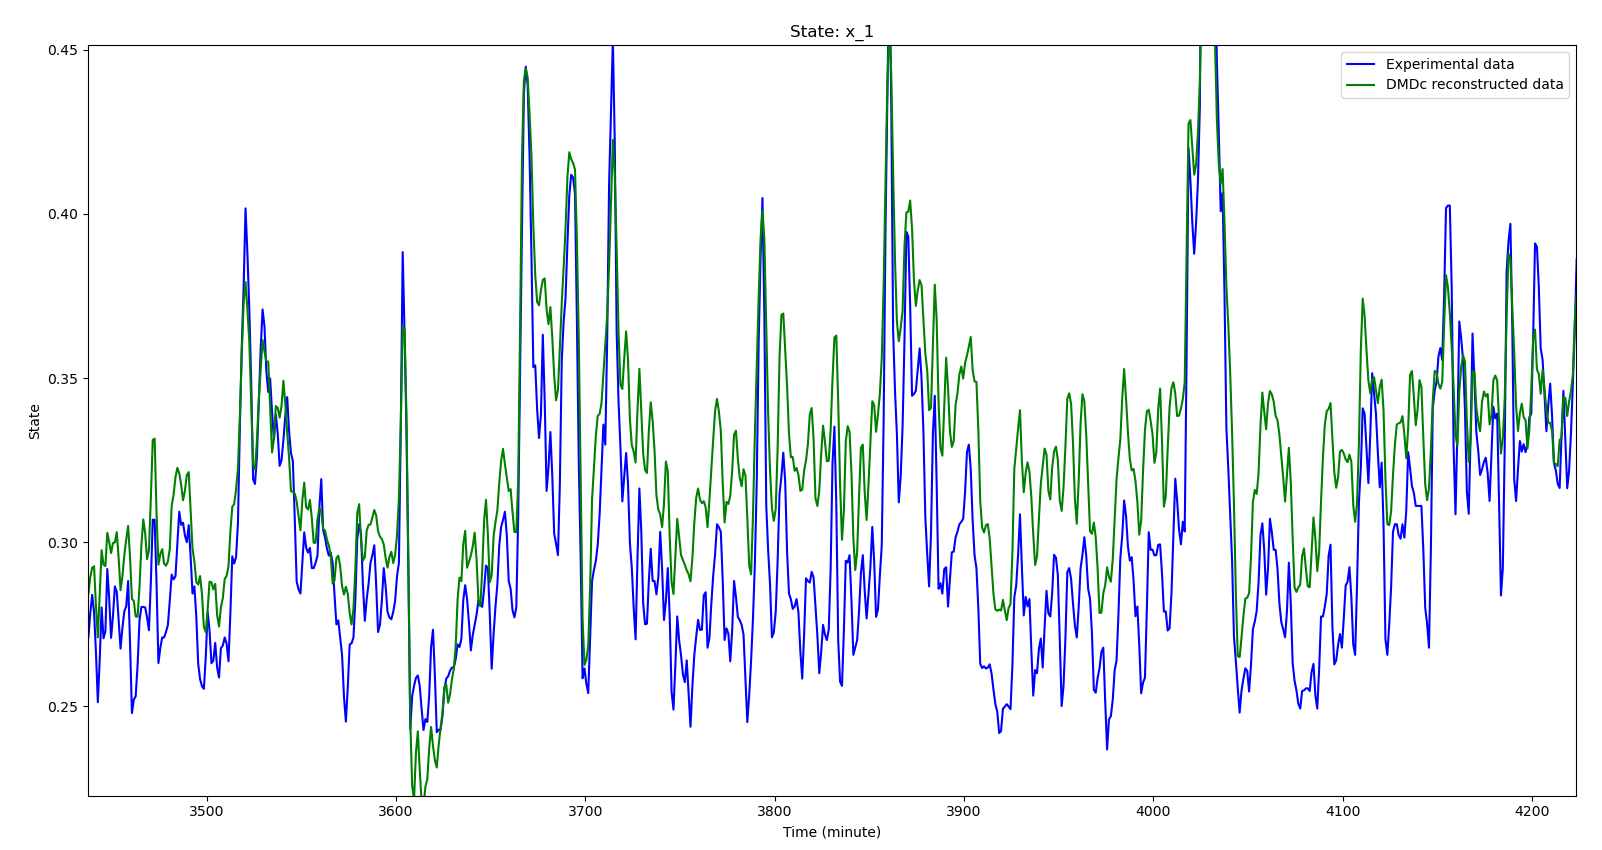 State: x_1
Experimental data
DMDc reconstructed data
0.45
0.40
0.35
0.30
0.25
State
3500
3600
3700
3800
3900
4000
4100
4200
Time (minute)